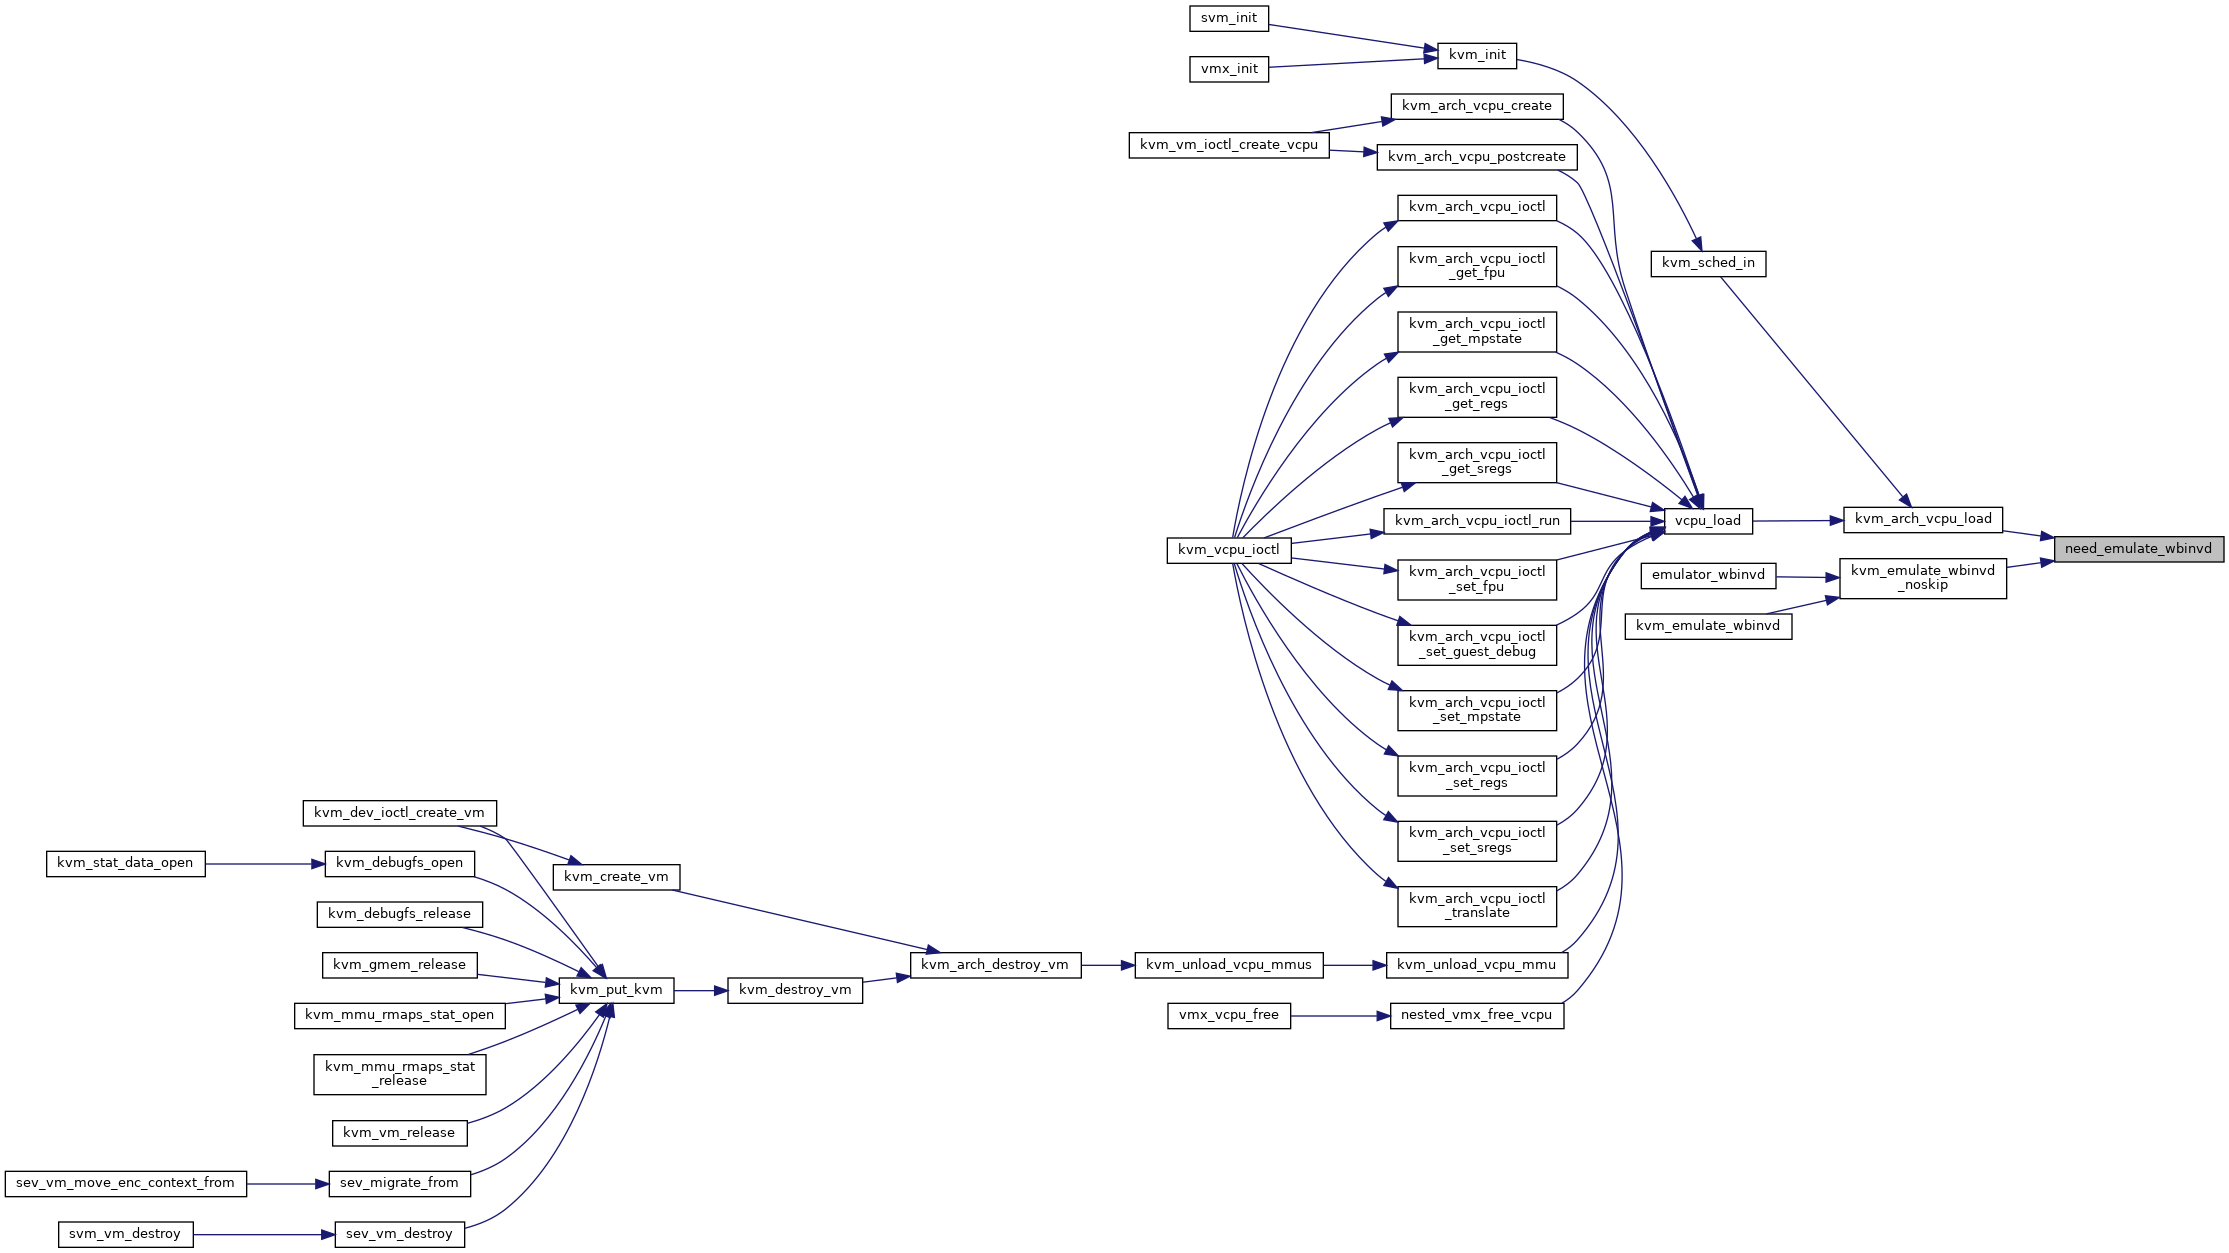 svm_init
kvm_init
vmx_init
kvm_arch_vcpu_create
kvm_vm_ioctl_create_vcpu
kvm_arch_vcpu_postcreate
kvm_arch_vcpu_ioctl
kvm_arch_vcpu_ioctl
_get_fpu
kvm_sched_in
kvm_arch_vcpu_ioctl
_get_mpstate
kvm_arch_vcpu_ioctl
_get_regs
kvm_arch_vcpu_ioctl
_get_sregs
kvm_arch_vcpu_ioctl_run
vcpu_load
kvm_arch_vcpu_load
kvm_vcpu_ioctl
need_emulate_wbinvd
kvm_arch_vcpu_ioctl
_set_fpu
emulator_wbinvd
kvm_emulate_wbinvd
_noskip
kvm_emulate_wbinvd
kvm_arch_vcpu_ioctl
_set_guest_debug
kvm_arch_vcpu_ioctl
_set_mpstate
kvm_arch_vcpu_ioctl
_set_regs
kvm_dev_ioctl_create_vm
kvm_arch_vcpu_ioctl
_set_sregs
kvm_stat_data_open
kvm_debugfs_open
kvm_create_vm
kvm_arch_vcpu_ioctl
_translate
kvm_debugfs_release
kvm_gmem_release
kvm_arch_destroy_vm
kvm_unload_vcpu_mmus
kvm_unload_vcpu_mmu
kvm_put_kvm
kvm_destroy_vm
kvm_mmu_rmaps_stat_open
vmx_vcpu_free
nested_vmx_free_vcpu
kvm_mmu_rmaps_stat
_release
kvm_vm_release
sev_vm_move_enc_context_from
sev_migrate_from
svm_vm_destroy
sev_vm_destroy